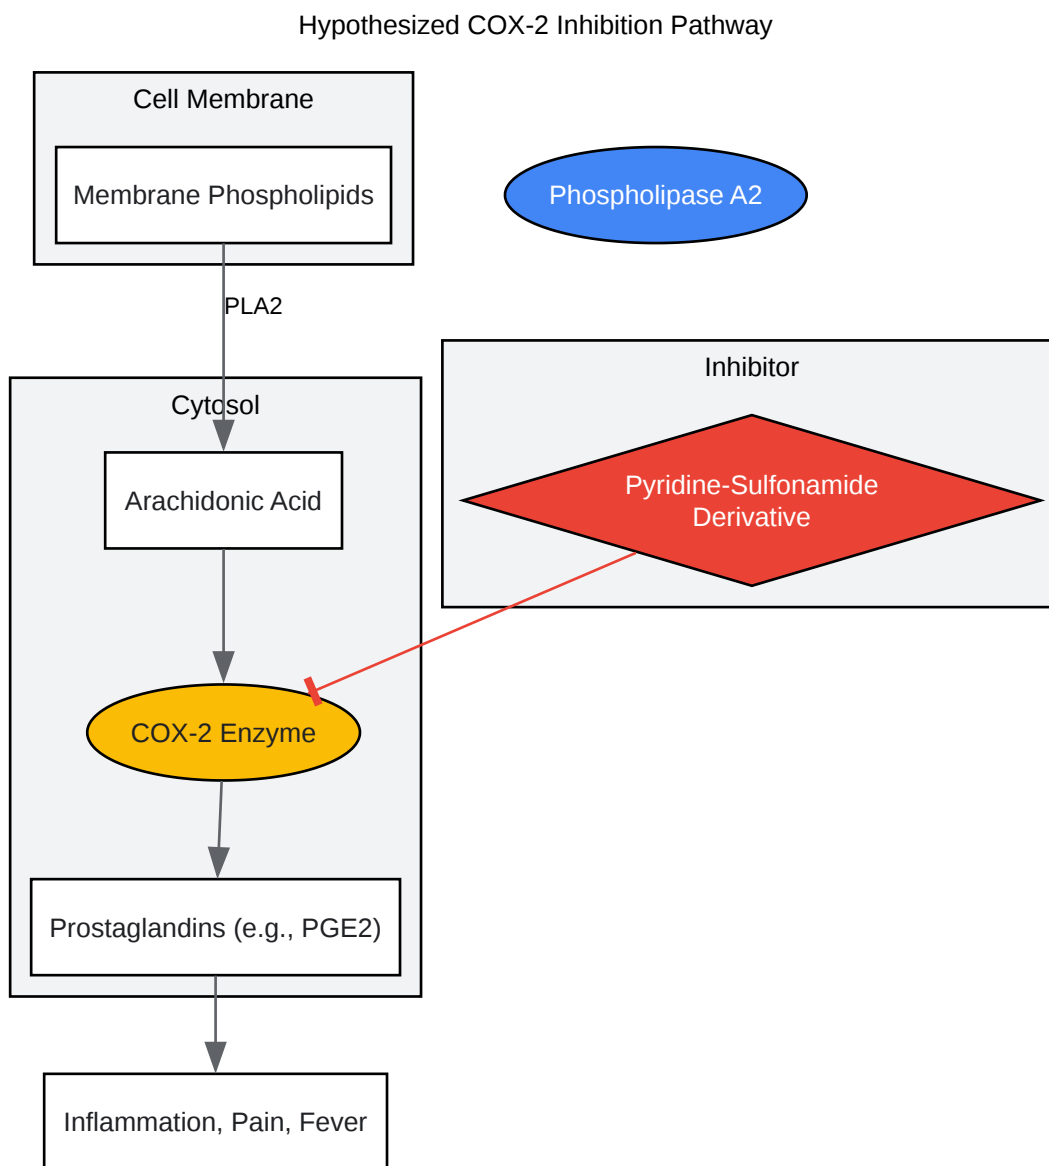 Hypothesized COX-2 Inhibition Pathway
Cell Membrane
Membrane Phospholipids
Phospholipase A2
PLA2
Inhibitor
Cytosol
Pyridine-Sulfonamide
Derivative
Arachidonic Acid
COX-2 Enzyme
Prostaglandins (e.g., PGE2)
Inflammation, Pain, Fever